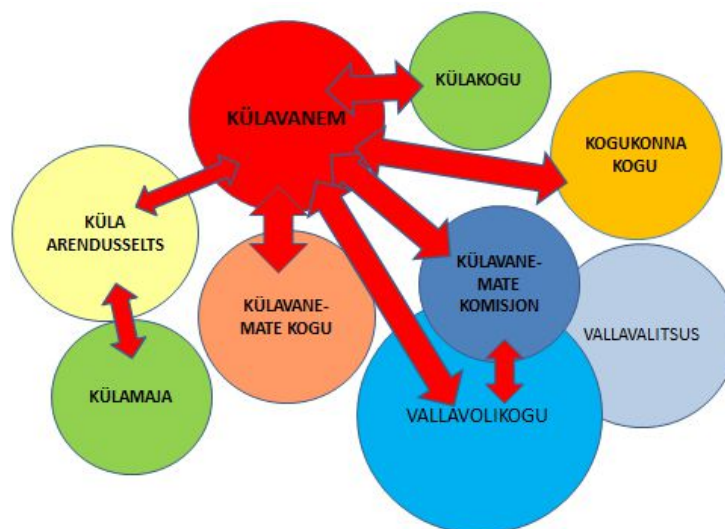 KÜLAKOGU
KÜLAVANEM
KOGUKONNA
KOGU
KÜLA
ARENDUSSELTS
KÜLAVANE-
MATE
KOMISJON
KÜLAVANE-
MATE KOGU
VALLAVALITSUS
KÜLAMAJA
VALLAVOLIKOGU